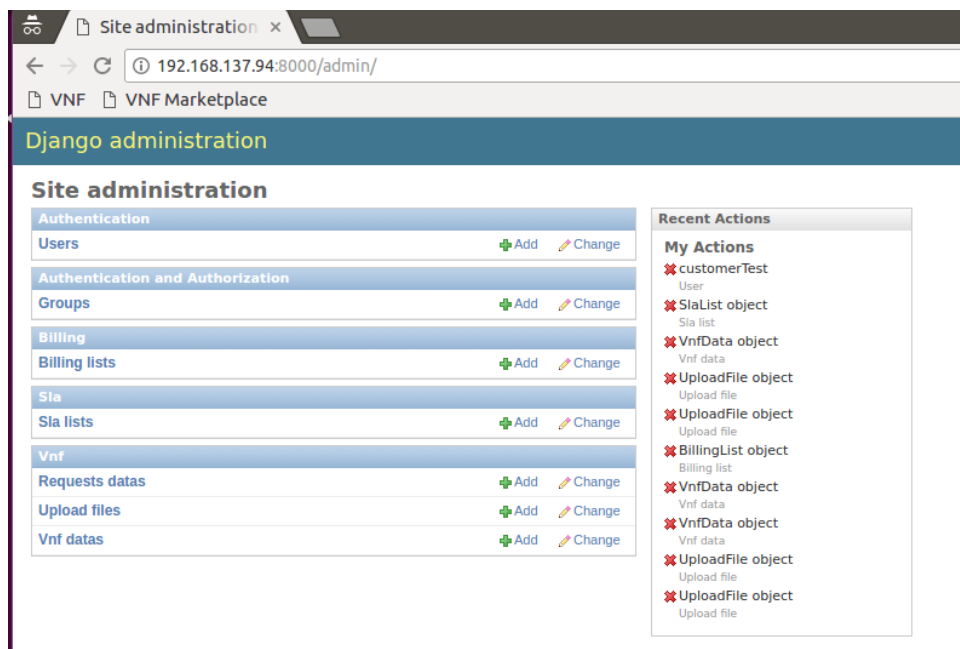 Site administration
192.168.137.94:8000/admin/
VNF VNF Marketplace
Django administration
Site administration
Authentication
Users Add Change
Authentication and Authorization
Groups Add Change
Billing
Billing lists Add Change
Sla
Sla lists Add Change
Vnf
Requests datas Add Change
Upload files Add Change
Vnf datas Add Change
Recent Actions
My Actions
customerTest
User
SlaList object
Sla list
VnfData object
Vnf data
UploadFile object
Upload file
UploadFile object
Upload file
BillingList object
Billing list
VnfData object
Vnf data
VnfData object
Vnf data
UploadFile object
Upload file
UploadFile object
Upload file